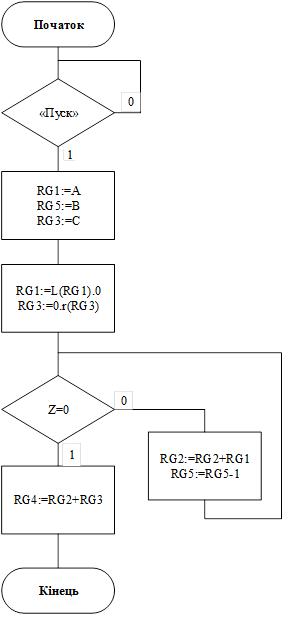 Початок
«Пуск»
0
1
RG1:=A
RG5:=B
RG3:=C
RG1:=L(RG1).0
RG3:=0.r(RG3)
Z=0
0
1
RG2:=RG2+RG1
RG5:=RG5-1
RG4:=RG2+RG3
Кінець